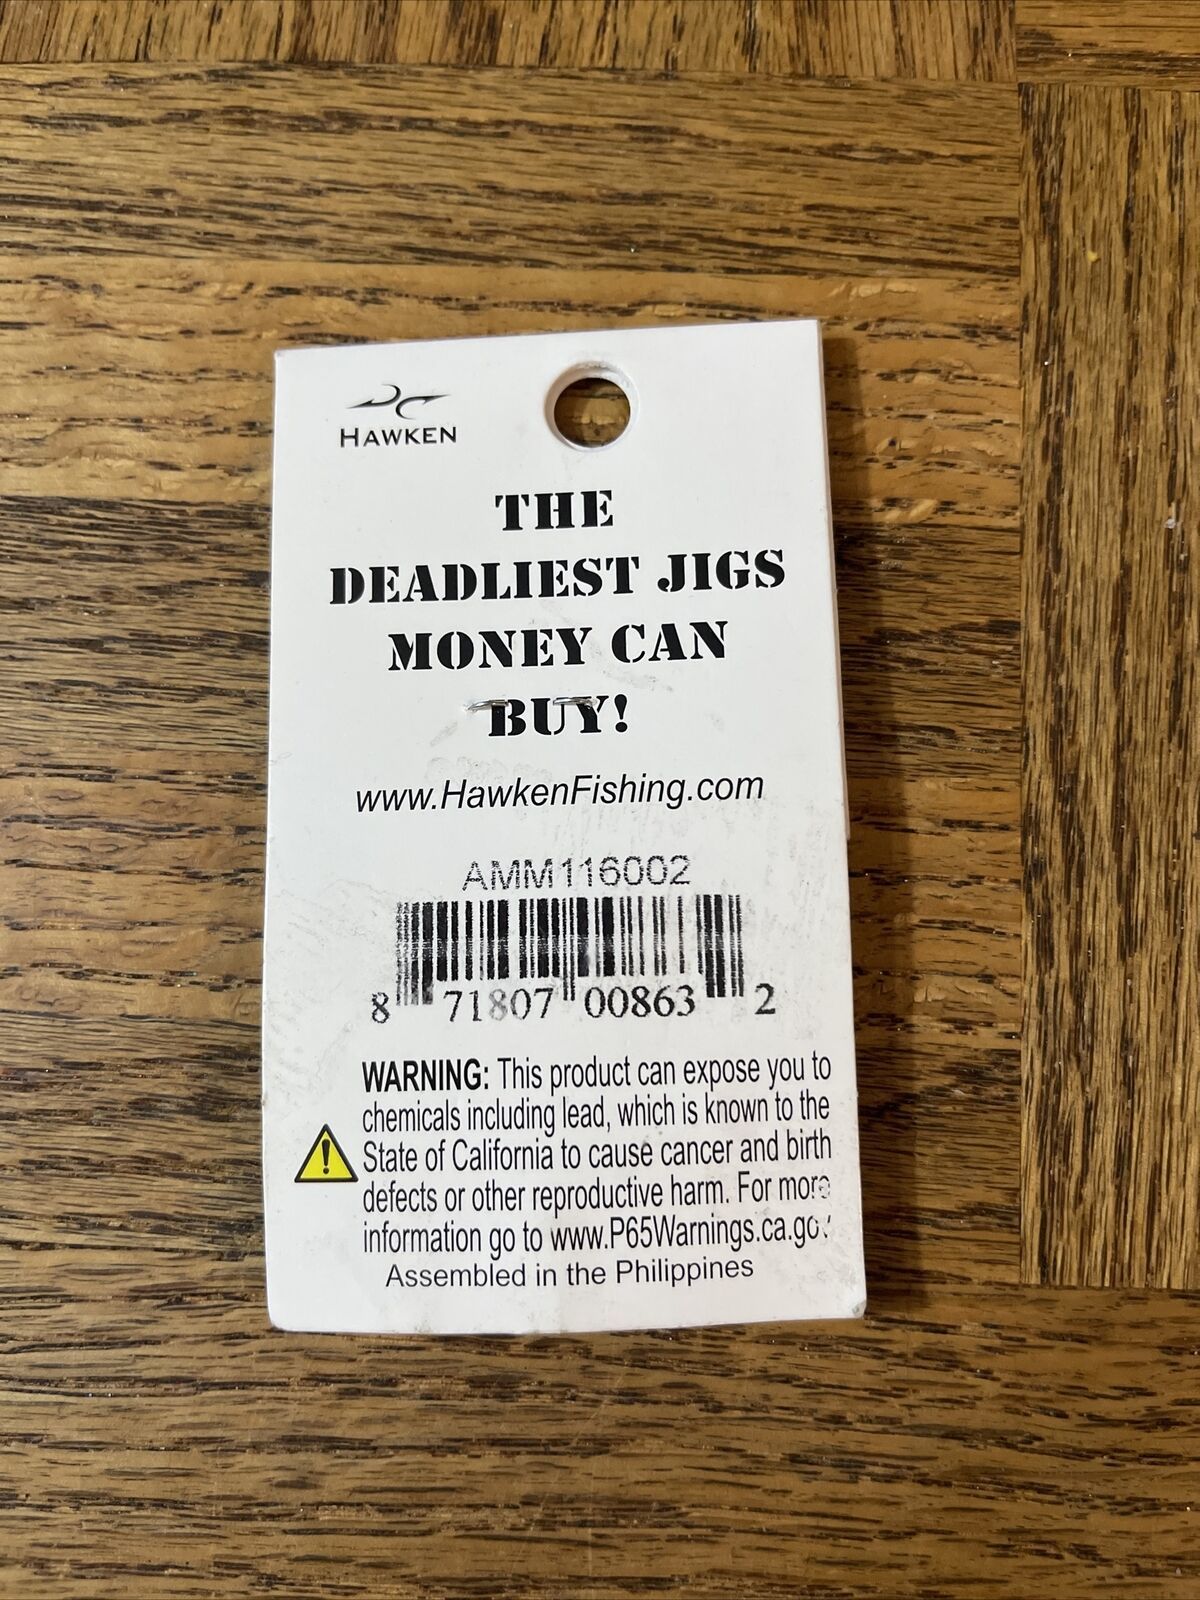 HAWKEN
THE
DEADLIEST JIGS
MONEY CAN
BUY!
www.HawkenFishing.com
AMM116002
8 71807 00863 2
WARNING: This product can expose you to
chemicals including lead, which is known to the
State of California to cause cancer and birth
defects or other reproductive harm. For more
information go to www.P65Warnings.ca.gov
Assembled in the Philippines